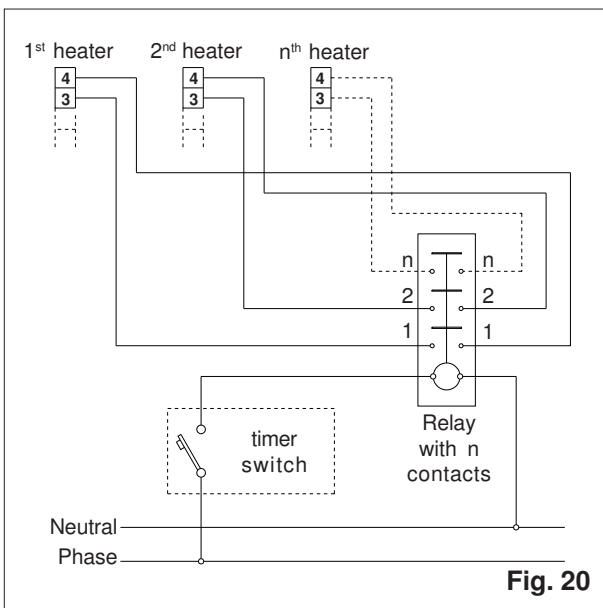 1st heater 2nd heater nth heater
4 4 4
3 3 3
n n
2 2
1 1
Relay
with n
contacts
timer
switch
Neutral
Phase
Fig. 20